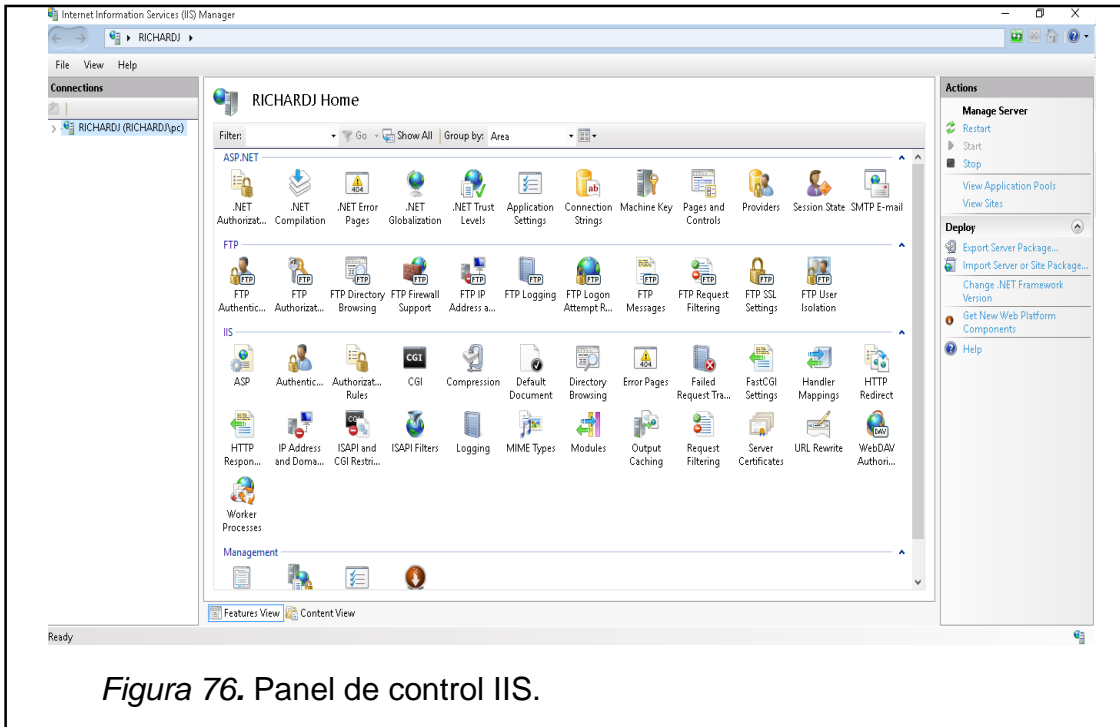 Internet Information Services (IIS) Manager
RICHARDJ
File View Help
Connections
RICHARDJ (RICHARDJ\pc)
RICHARDJ Home
Filter: Go Show All Group by: Area
ASP.NET
.NET Authorizat...
.NET Compilation
.NET Error Pages
.NET Globalization
.NET Trust Levels
Application Settings
Connection Strings
Machine Key
Pages and Controls
Providers
Session State
SMTP E-mail
FTP
FTP Authentic...
FTP Authorizat...
FTP Directory Browsing
FTP Firewall Support
FTP IP Address a...
FTP Logging
FTP Logon Attempt R...
FTP Messages
FTP Request Filtering
FTP SSL Settings
FTP User Isolation
IIS
ASP
Authentic...
Authorizat... Rules
CGI
Compression
Default Document
Directory Browsing
Error Pages
Failed Request Tra...
FastCGI Settings
Handler Mappings
HTTP Redirect
HTTP Respon...
IP Address and Doma...
ISAPI and CGI Restri...
ISAPI Filters
Logging
MIME Types
Modules
Output Caching
Request Filtering
Server Certificates
URL Rewrite
WebDAV Authori...
Worker Processes
Management
Features View Content View
Ready
Actions
Manage Server
Restart
Start
Stop
View Application Pools
View Sites
Deploy
Export Server Package...
Import Server or Site Package...
Change .NET Framework
Version
Get New Web Platform
Components
Help
Figura 76. Panel de control IIS.